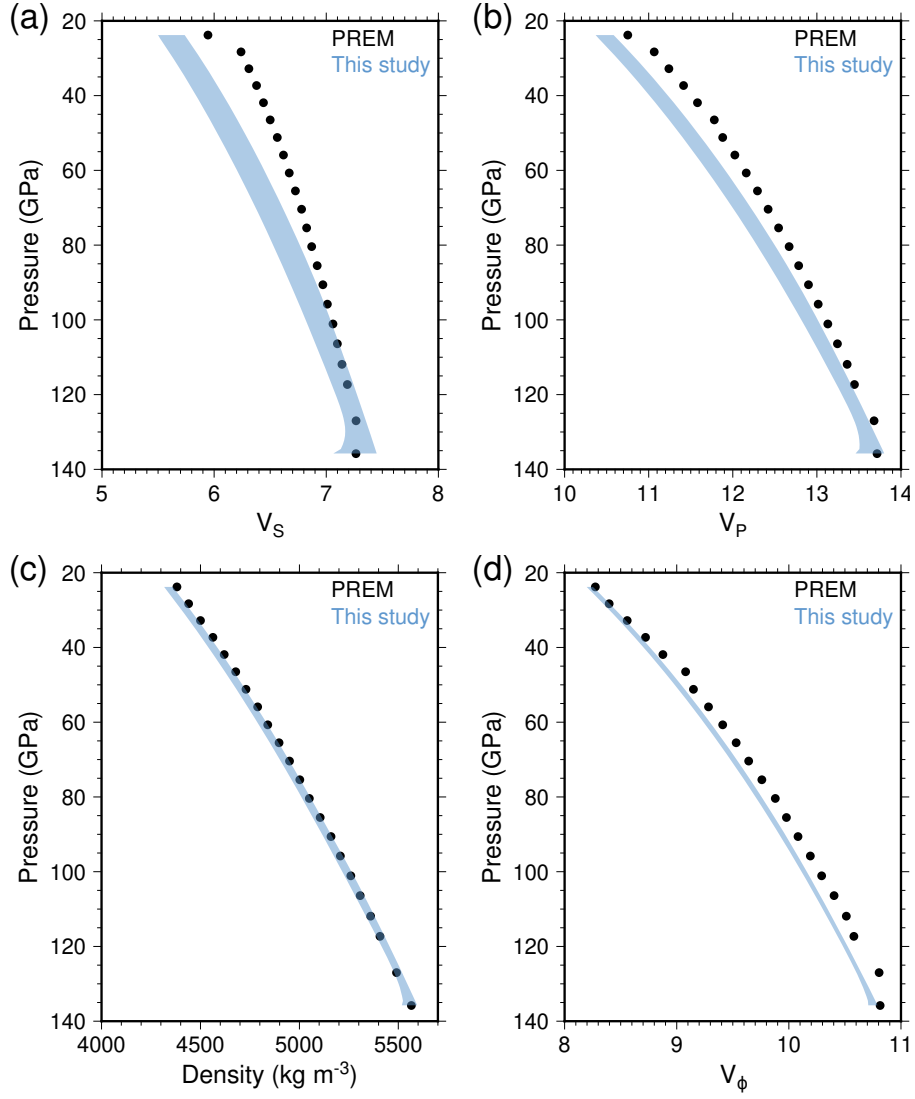 (a)
PREM
This study
20
40
60
80
100
120
140
Pressure (GPa)
5 6 7 8
V_S
(b)
PREM
This study
20
40
60
80
100
120
140
Pressure (GPa)
10 11 12 13 14
V_P
(c)
PREM
This study
20
40
60
80
100
120
140
Pressure (GPa)
4000 4500 5000 5500
Density (kg m⁻³)
(d)
PREM
This study
20
40
60
80
100
120
140
Pressure (GPa)
8 9 10 11
V_ϕ